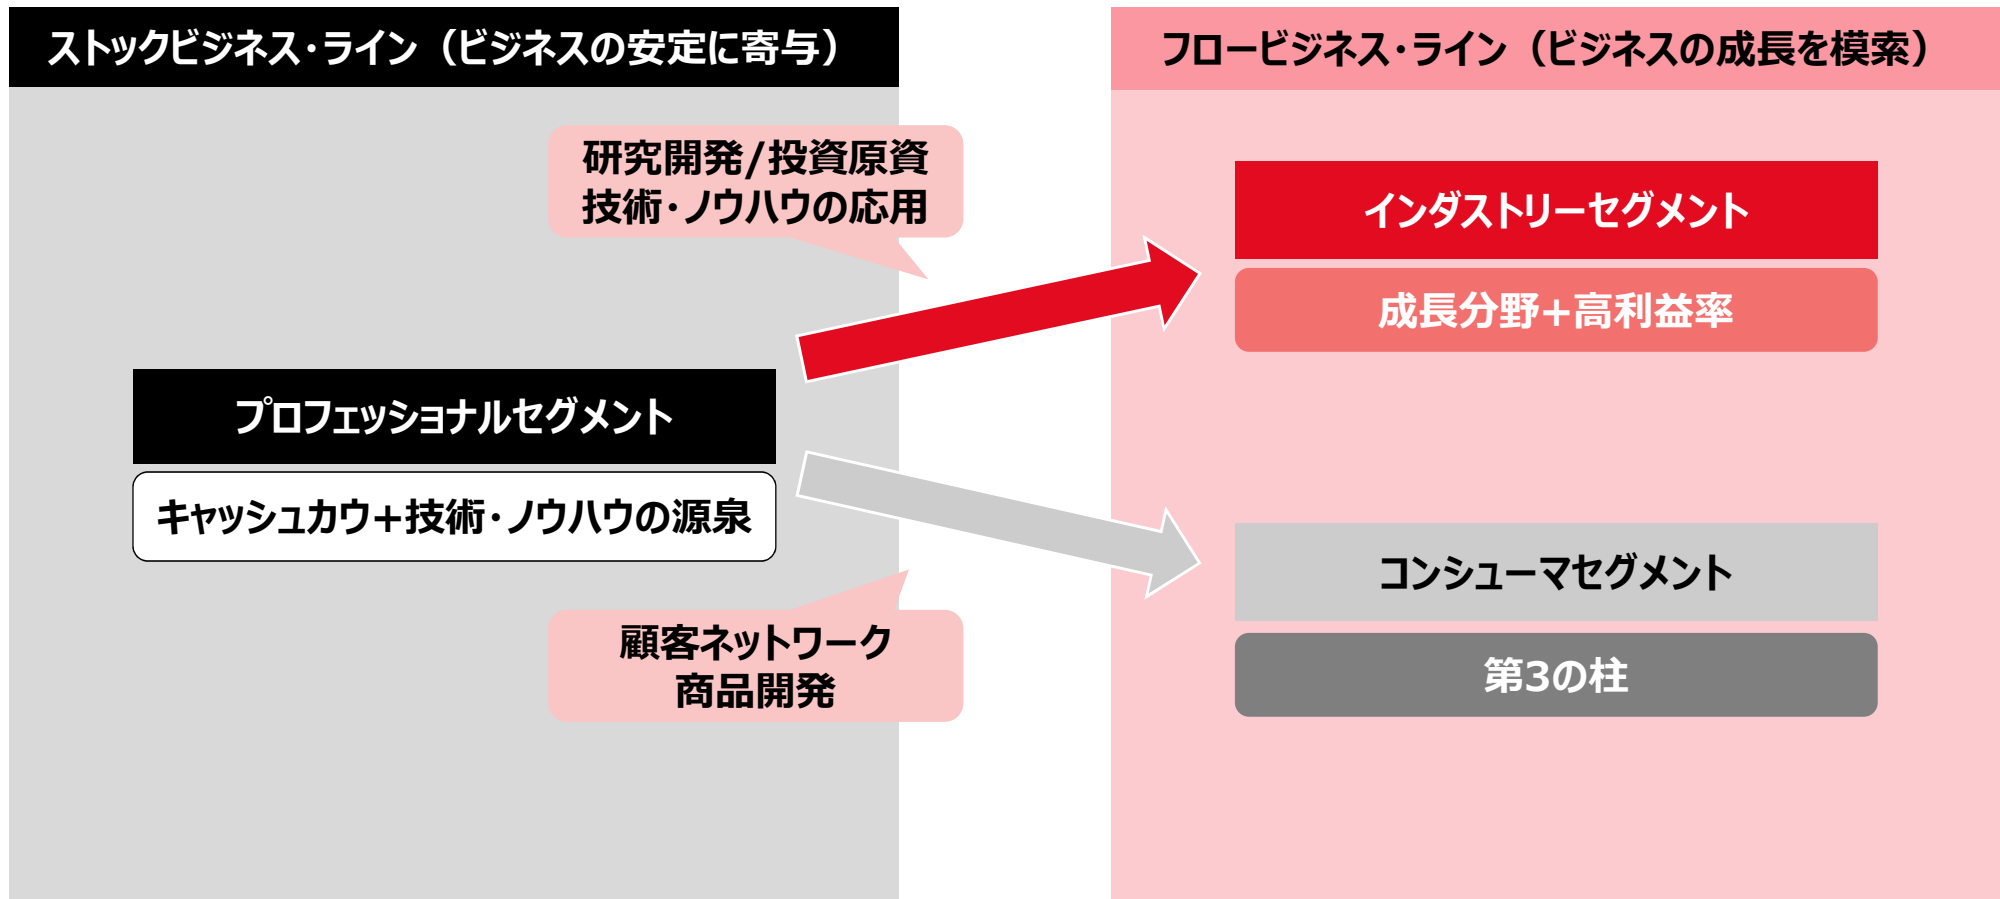 ストックビジネス・ライン（ビジネスの安定に寄与）
研究開発/投資原資
技術・ノウハウの応用
プロフェッショナルセグメント
キャッシュカウ+技術・ノウハウの源泉
顧客ネットワーク
商品開発
フロービジネス・ライン（ビジネスの成長を模索）
インダストリーセグメント
成長分野+高利益率
コンシューマセグメント
第3の柱